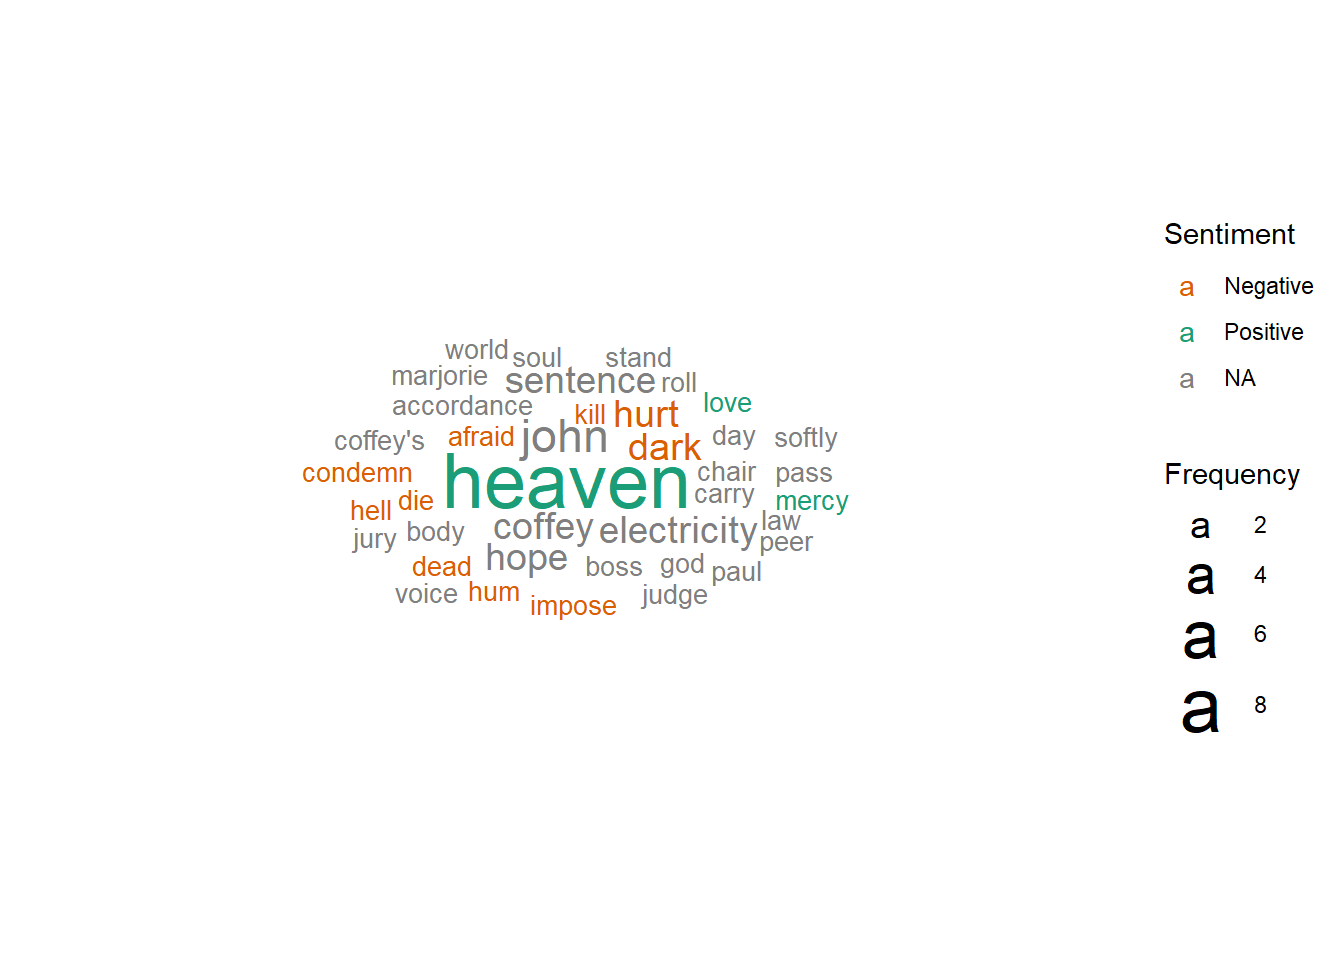 world soul stand
marjorie sentence roll
accordance kill hurt love
coffey's afraid john dark day softly
condemn heaven chair pass
hell die carry mercy
jury body coffey electricity law
peer
dead hope boss god paul
voice hum impose judge
Sentiment
a Negative
a Positive
a NA
Frequency
a 2
a 4
a 6
a 8